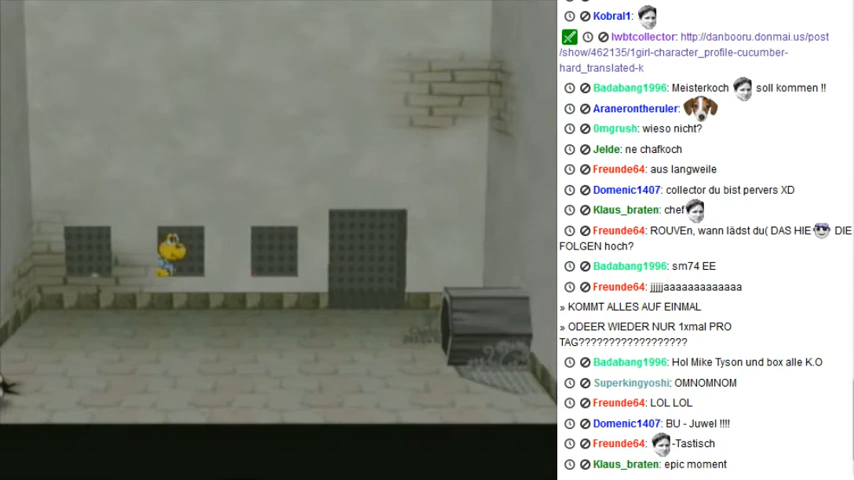 Kobral1:
lwbtcollector: http://danbooru.donmai.us/post
/show/462135/1girl-character_profile-cucumber-
hard_translated-k
Badabang1996: Meisterkoch soll kommen !!
Aranerontheruler:
0mgrush: wieso nicht?
Jelde: ne chafkoch
Freunde64: aus langweile
Domenic1407: collector du bist pervers XD
Klaus_braten: chef
Freunde64: ROUVEn, wann lädst du( DAS HIE DIE
FOLGEN hoch?
Badabang1996: sm74 EE
Freunde64: jjjjjaaaaaaaaaaaaa
» KOMMT ALLES AUF EINMAL
» ODEER WIEDER NUR 1xmal PRO
TAG???????????????????
Badabang1996: Hol Mike Tyson und box alle K.O
Superkingyoshi: OMNOMNOM
Freunde64: LOL LOL
Domenic1407: BU - Juwel !!!!
Freunde64: -Tastisch
Klaus_braten: epic moment